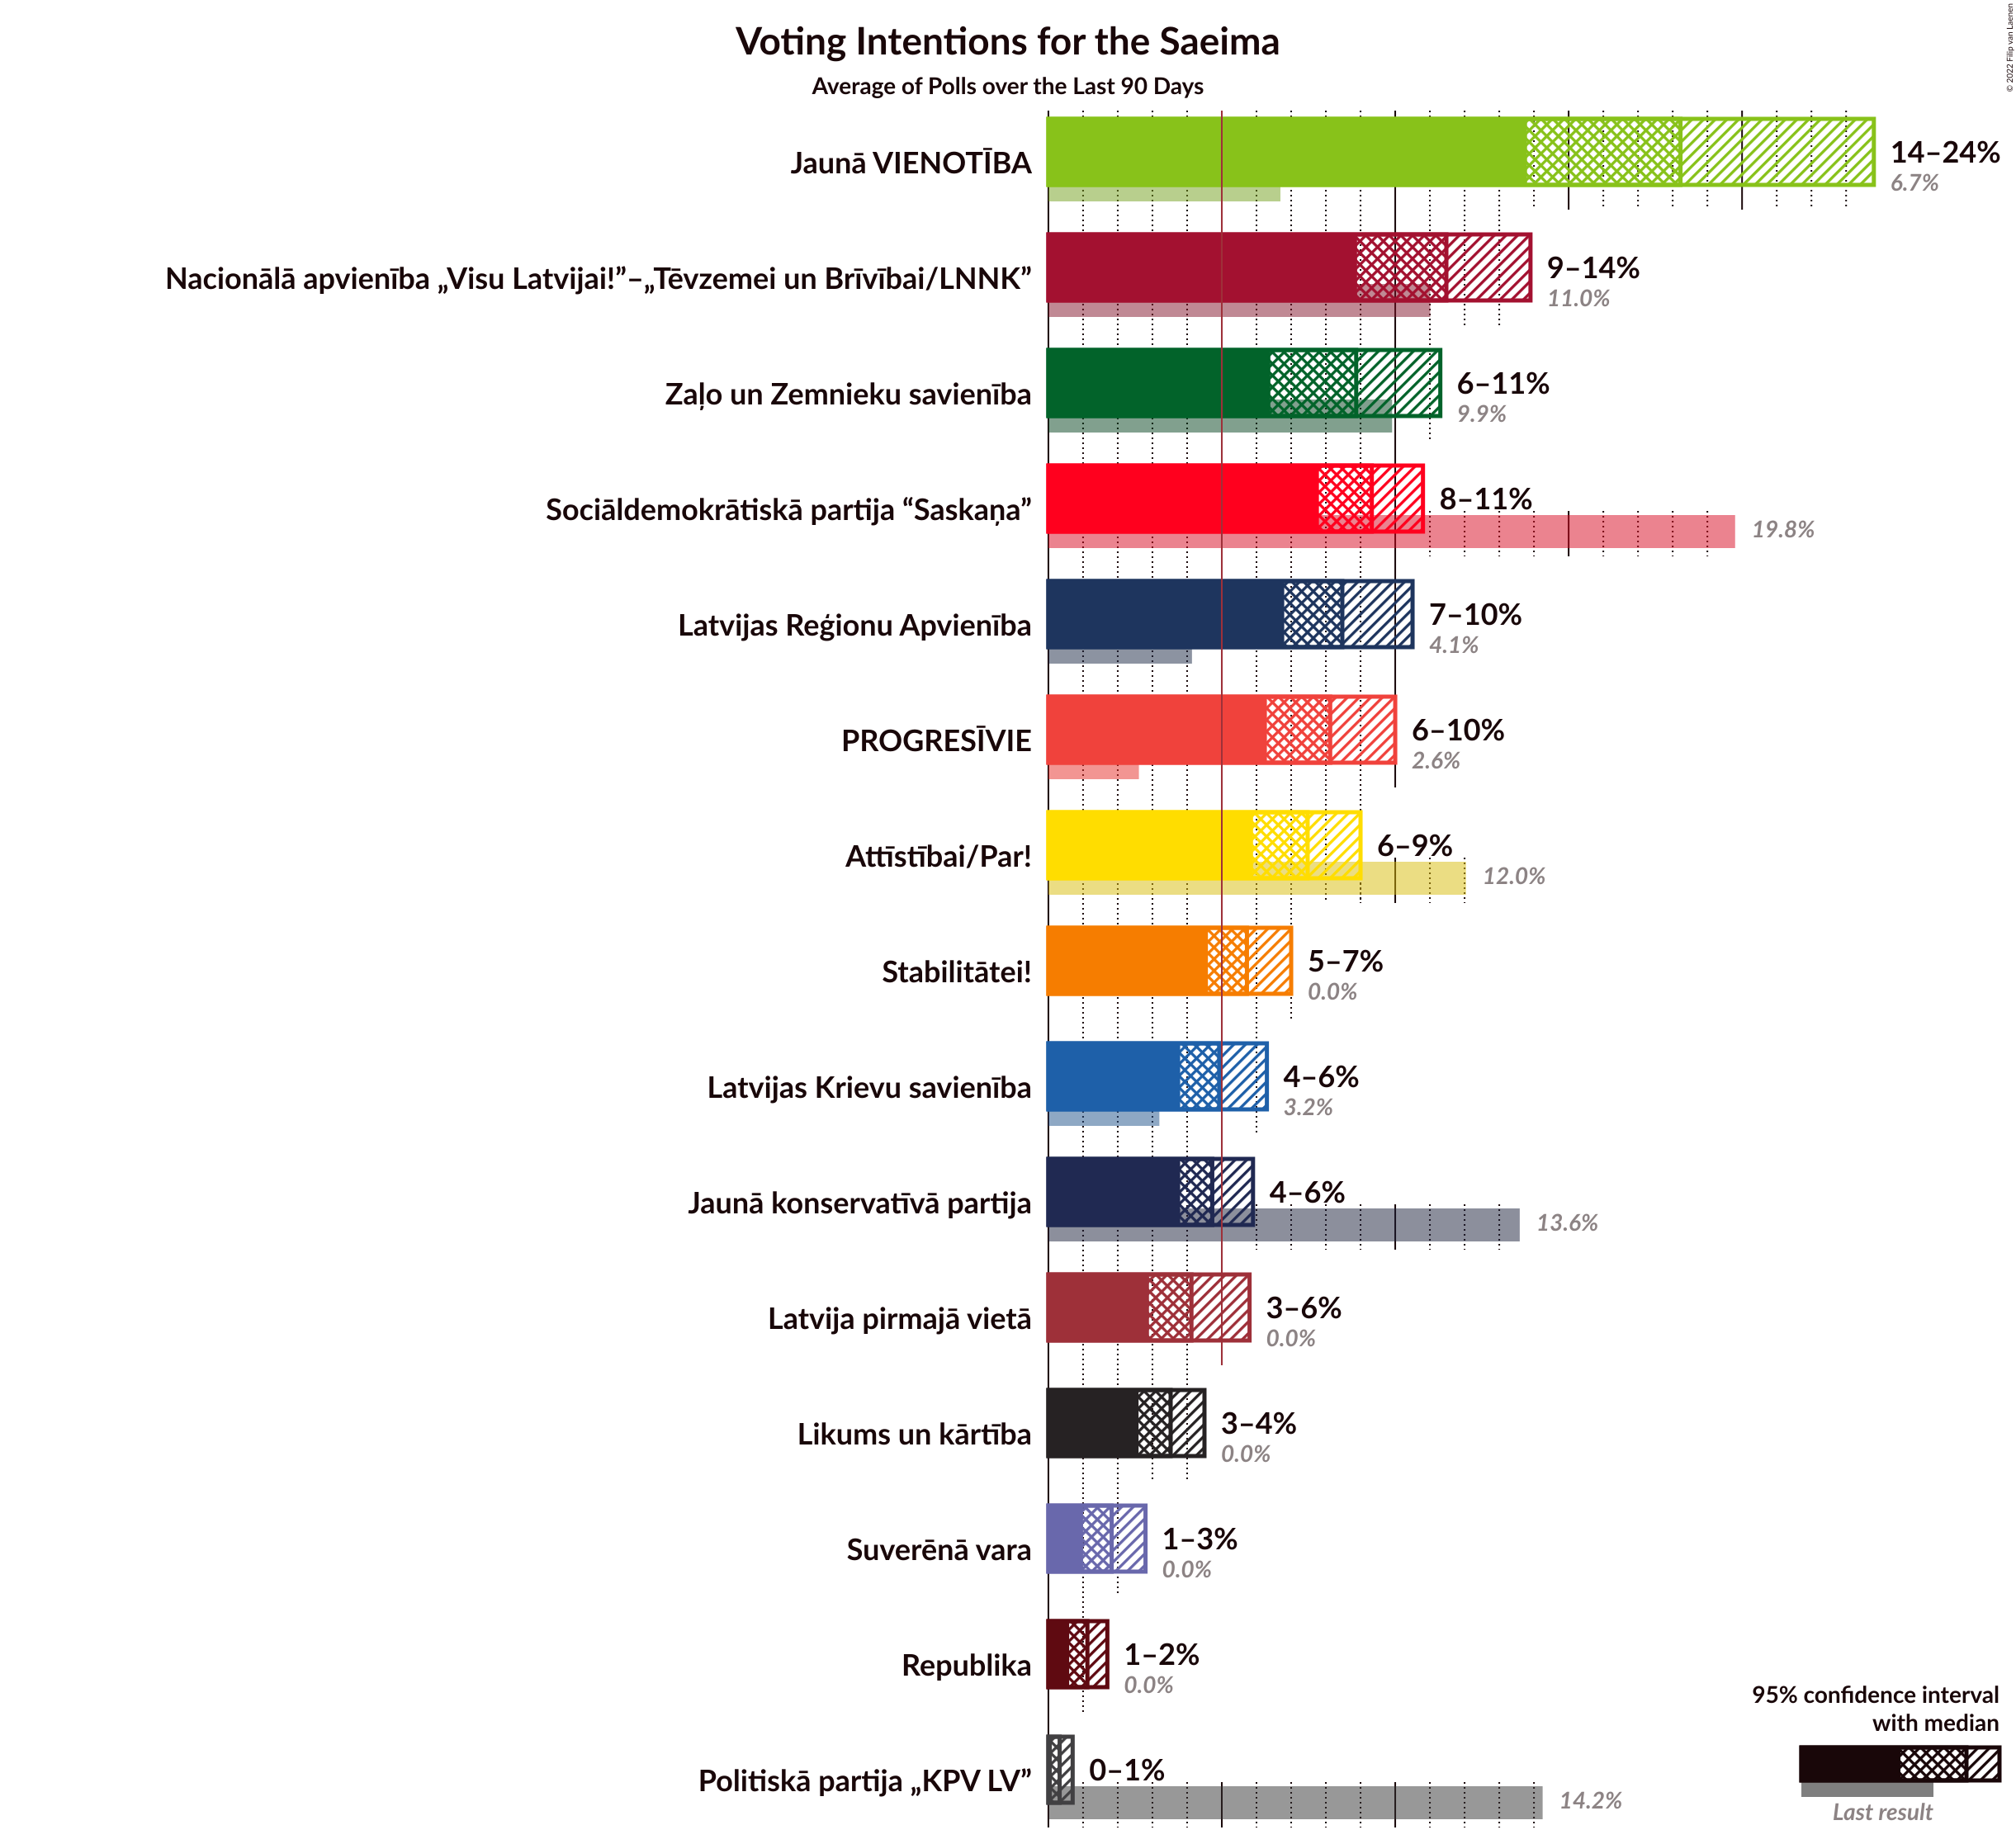 © 2022 Filip van Laenen
Voting Intentions for the Saeima
Average of Polls over the Last 90 Days
Jaunā VIENOTĪBA
14–24%
6.7%
Nacionālā apvienība „Visu Latvijai!”–„Tēvzemei un Brīvībai/LNNK”
9–14%
11.0%
Zaļo un Zemnieku savienība
6–11%
9.9%
Sociāldemokrātiskā partija “Saskaņa”
8–11%
19.8%
Latvijas Reģionu Apvienība
7–10%
4.1%
PROGRESĪVIE
6–10%
2.6%
Attīstībai/Par!
6–9%
12.0%
Stabilitātei!
5–7%
0.0%
Latvijas Krievu savienība
4–6%
3.2%
Jaunā konservatīvā partija
4–6%
13.6%
Latvija pirmajā vietā
3–6%
0.0%
Likums un kārtība
3–4%
0.0%
Suverēnā vara
1–3%
0.0%
Republika
1–2%
0.0%
Politiskā partija „KPV LV”
0–1%
14.2%
95% confidence interval
with median
Last result